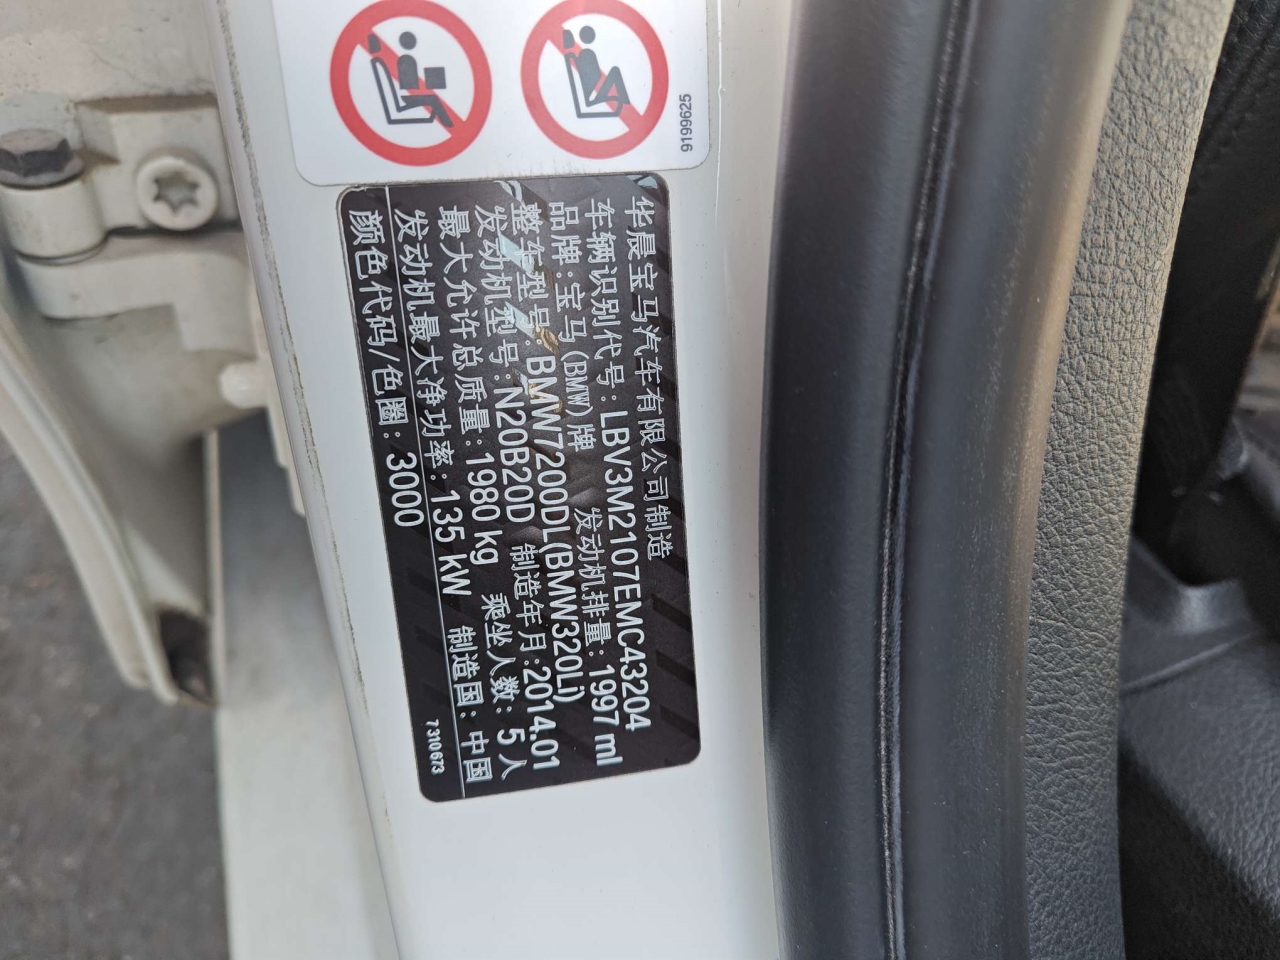 9199625
华晨宝马汽车有限公司制造
车辆识别代号：LBV3M2107EMC43204
品牌：宝马(BMW)牌 发动机排量：1997 ml
整车型号：BMW7200DL(BMW320Li)
发动机型号：N20B20D 制造年月：2014.01
最大允许总质量：1980 kg 乘坐人数：5 人
发动机最大净功率：135 kW 制造国：中国
颜色代码/色圈：3000
7310673